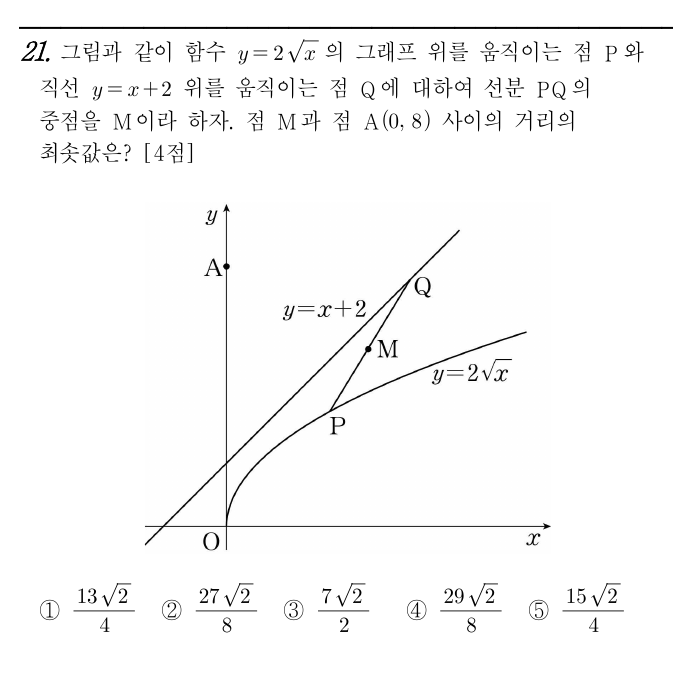 21. 그림과 같이 함수 y=2√x 의 그래프 위를 움직이는 점 P와
직선 y=x+2 위를 움직이는 점 Q에 대하여 선분 PQ의
중점을 M이라 하자. 점 M과 점 A(0, 8) 사이의 거리의
최솟값은? [4점]
y
A
Q
y=x+2
M
y=2√x
P
O
x
① 13√2/4 ② 27√2/8 ③ 7√2/2 ④ 29√2/8 ⑤ 15√2/4